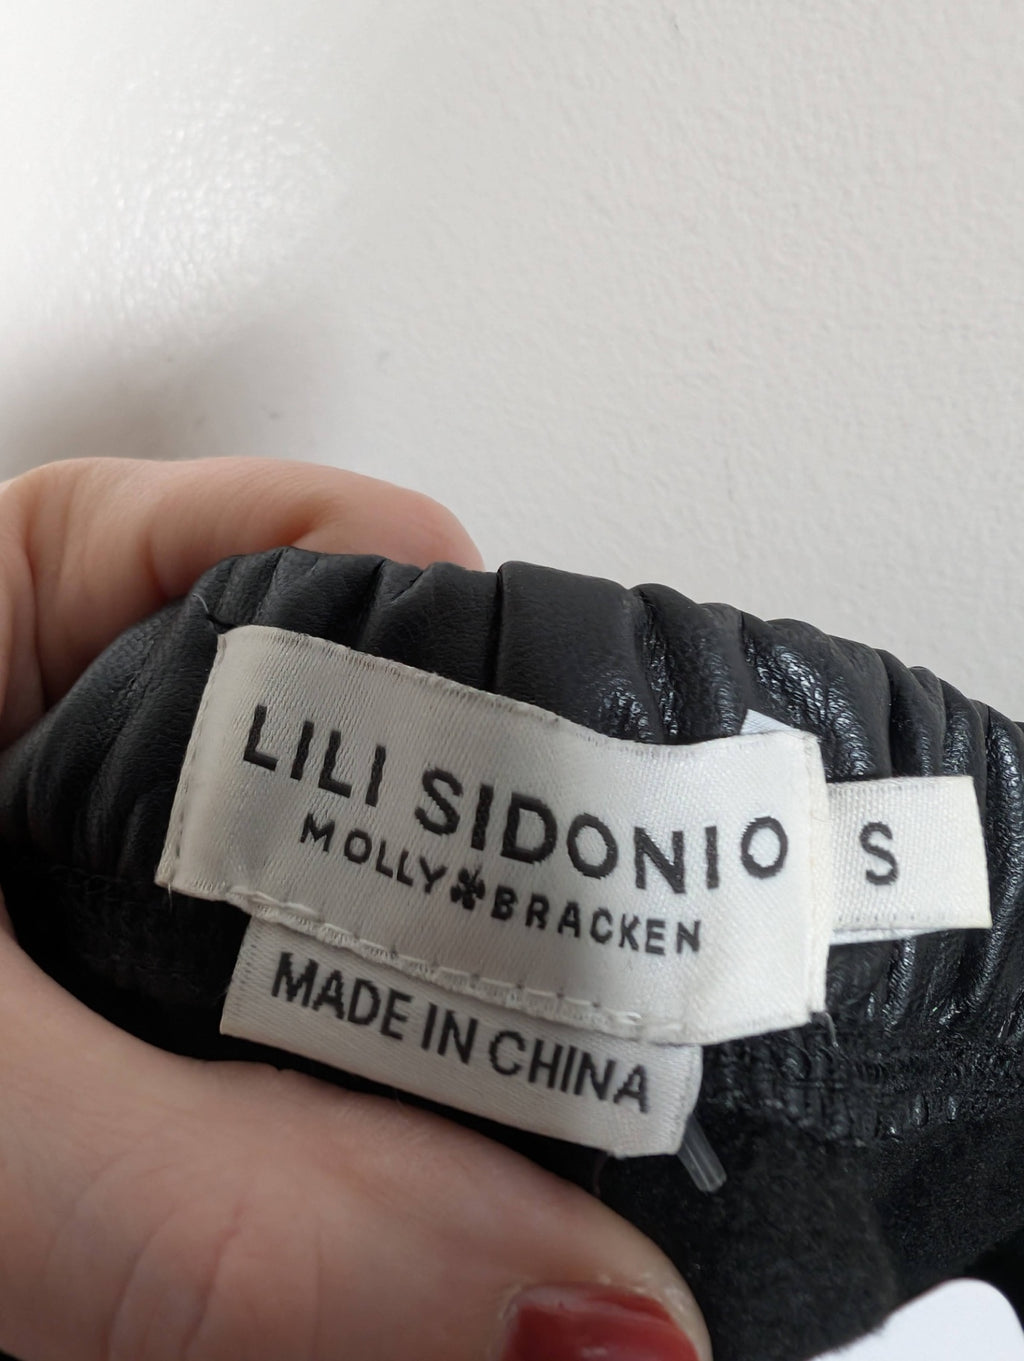 LILI SIDONIO
MOLLY BRACKEN
S
MADE IN CHINA